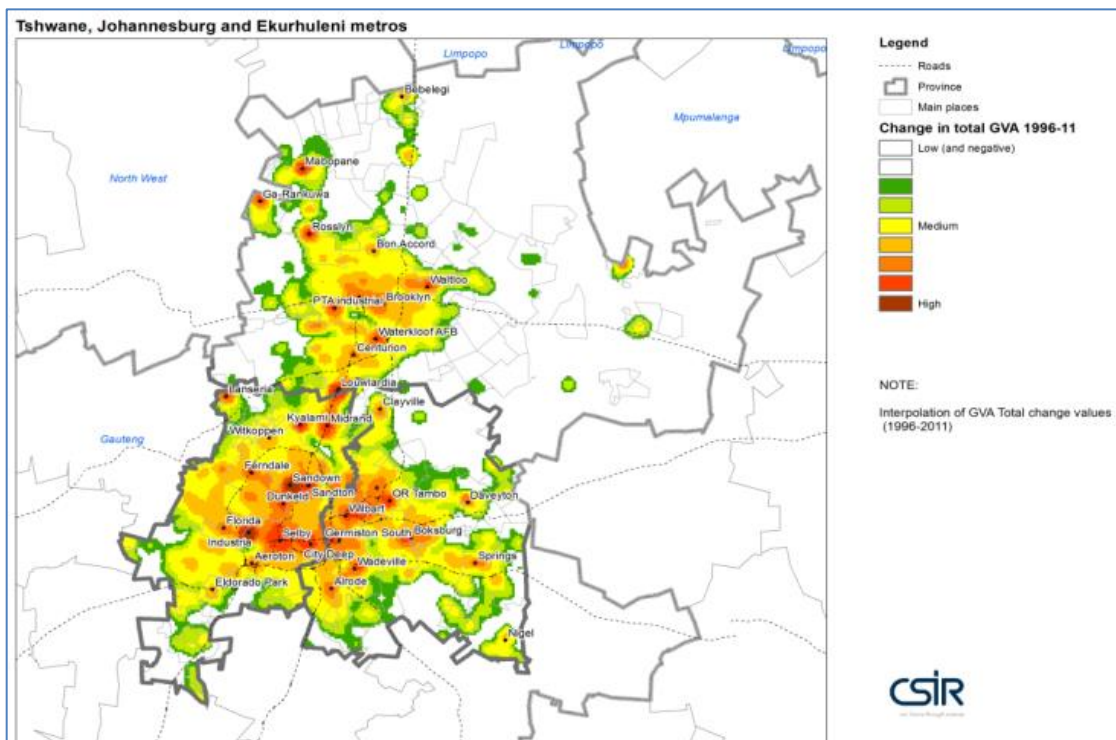 Tshwane, Johannesburg and Ekurhuleni metros
Limpopo
Limpopo
Limpopo
Bebelegi
Mpumalanga
Mabopane
North West
Ga-Rankuwa
Rosslyn
Bon Accord
Waltloo
PTA industrial
Brooklyn
Waterkloof AFB
Centurion
Louwlardia
Lanseria
Clayville
Kyalami
Midrand
Witkoppen
Gauteng
Ferndale
Sandown
Dunkeld
Sandton
OR Tambo
Daveyton
Wilbart
Florida
Selby
Germiston South
Boksburg
Industria
City Deep
Aeroton
Wadeville
Springs
Eldorado Park
Alrode
Nigel
Legend
Roads
Province
Main places
Change in total GVA 1996-11
Low (and negative)
Medium
High
NOTE:
Interpolation of GVA Total change values
(1996-2011)
CSIR